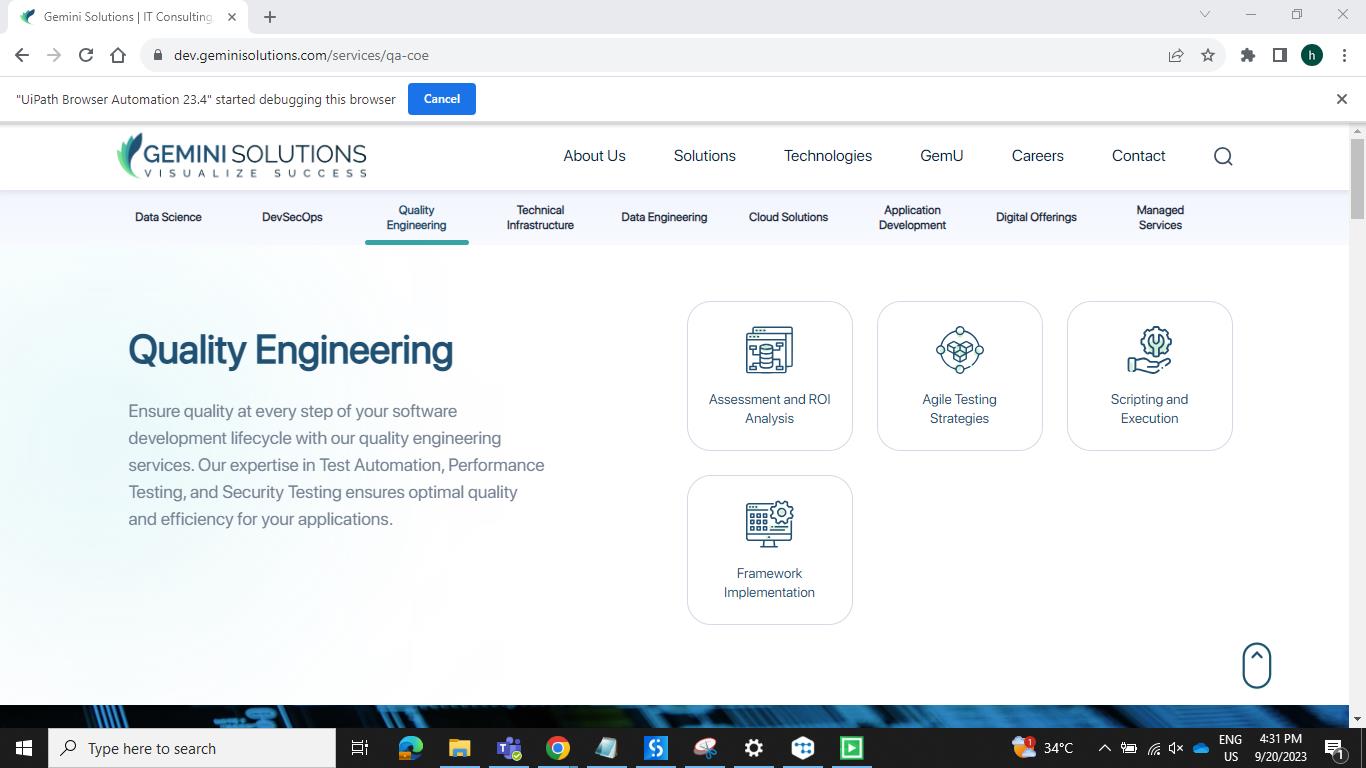 Gemini Solutions | IT Consulting
dev.geminisolutions.com/services/qa-coe
h
"UiPath Browser Automation 23.4" started debugging this browser
Cancel
GEMINI SOLUTIONS
VISUALIZE SUCCESS
About Us
Solutions
Technologies
GemU
Careers
Contact
Data Science
DevSecOps
Quality
Engineering
Technical
Infrastructure
Data Engineering
Cloud Solutions
Application
Development
Digital Offerings
Managed
Services
Quality Engineering
Ensure quality at every step of your software
development lifecycle with our quality engineering
services. Our expertise in Test Automation, Performance
Testing, and Security Testing ensures optimal quality
and efficiency for your applications.
Assessment and ROI
Analysis
Agile Testing
Strategies
Scripting and
Execution
Framework
Implementation
Type here to search
1
34°C
ENG
US
4:31 PM
9/20/2023
1